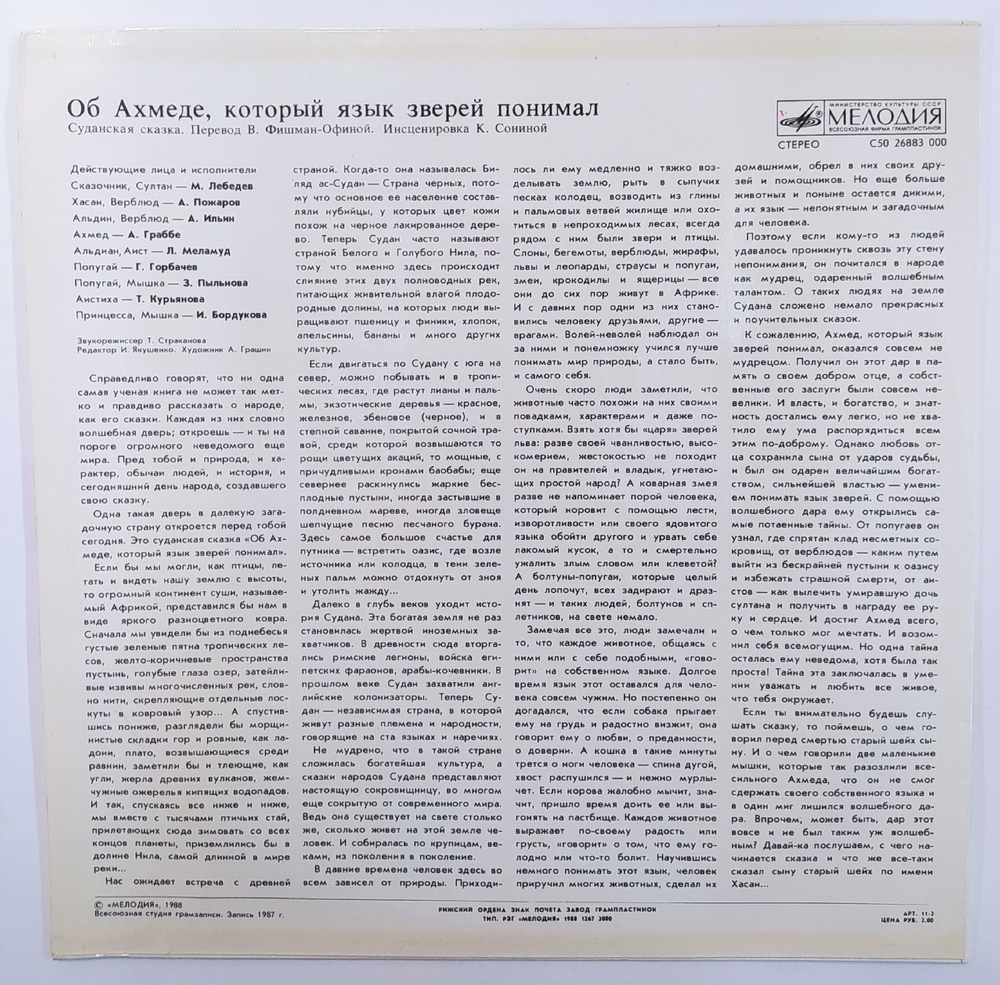 Об Ахмеде, который язык зверей понимал
Суданская сказка. Перевод В. Фишман-Офиной. Инсценировка К. Сониной
МИНИСТЕРСТВО КУЛЬТУРЫ СССР
МЕЛОДИЯ
ВСЕСОЮЗНАЯ ФИРМА ГРАМПЛАСТИНОК
СТЕРЕО
С50 26883 000
Действующие лица и исполнители
Сказочник, Султан — М. Лебедев
Хасан, Верблюд — А. Пожаров
Альдин, Верблюд — А. Ильин
Ахмед — А. Граббе
Альдиан, Аист — Л. Меламуд
Попугай — Г. Горбачев
Попугай, Мышка — З. Пыльнова
Аистиха — Т. Курьянова
Принцесса, Мышка — И. Бордукова
Звукорежиссер Т. Страканова
Редактор И. Якушенко. Художник А. Грашин
Справедливо говорят, что ни одна
самая ученая книга не может так мет-
ко и правдиво рассказать о народе,
как его сказки. Каждая из них словно
волшебная дверь; откроешь — и ты на
пороге огромного неведомого еще
мира. Пред тобой и природа, и ха-
рактер, обычаи людей, и история, и
сегодняшний день народа, создавшего
свою сказку.
Одна такая дверь в далекую зага-
дочную страну откроется перед тобой
сегодня. Это суданская сказка «Об Ах-
меде, который язык зверей понимал».
Если бы мы могли, как птицы, ле-
тать и видеть нашу землю с высоты,
то огромный континент суши, называе-
мый Африкой, представился бы нам в
виде яркого разноцветного ковра.
Сначала мы увидели бы из поднебесья
густые зеленые пятна тропических ле-
сов, желто-коричневые пространства
пустынь, голубые глаза озер, затейли-
вые извивы многочисленных рек, слов-
но нити, скрепляющие отдельные лос-
куты в ковровый узор... А спустив-
шись пониже, разглядели бы морщи-
нистые складки гор и ровные, как ла-
дони, плато, возвышающиеся среди
равнин, заметили бы и тлеющие, как
угли, жерла древних вулканов, жем-
чужные ожерелья кипящих водопадов.
И так, спускаясь все ниже и ниже,
мы вместе с тысячами птичьих стай,
прилетающих сюда зимовать со всех
концов планеты, приземлились бы в
долине Нила, самой длинной в мире
реки...
Нас ожидает встреча с древней
страной. Когда-то она называлась Би-
ляд ас-Судан — Страна черных, пото-
му что основное ее население состав-
ляли нубийцы, у которых цвет кожи
похож на черное лакированное дере-
во. Теперь Судан часто называют
страной Белого и Голубого Нила, по-
тому что именно здесь происходит
слияние этих двух полноводных рек,
питающих живительной влагой плодо-
родные долины, на которых люди вы-
ращивают пшеницу и финики, хлопок,
апельсины, бананы и много других
культур.
Если двигаться по Судану с юга на
север, можно побывать и в тропи-
ческих лесах, где растут лианы и паль-
мы, экзотические деревья — красное,
железное, эбеновое (черное), и в
степной саванне, покрытой сочной тра-
вой, среди которой возвышаются то
рощи цветущих акаций, то мощные, с
причудливыми кронами баобабы; еще
севернее раскинулись жаркие бес-
плодные пустыни, иногда застывшие в
полдневном мареве, иногда зловеще
шепчущие песню песчаного бурана.
Здесь самое большое счастье для
путника — встретить оазис, где возле
источника или колодца, в тени зеле-
ных пальм можно отдохнуть от зноя
и утолить жажду...
Далеко в глубь веков уходит исто-
рия Судана. Эта богатая земля не раз
становилась жертвой иноземных за-
хватчиков. В древности сюда вторга-
лись римские легионы, войска еги-
петских фараонов, арабы-кочевники. В
прошлом веке Судан захватили анг-
лийские колонизаторы. Теперь Су-
дан — независимая страна, в которой
живут разные племена и народности,
говорящие на ста языках и наречиях.
Не мудрено, что в такой стране
сложилась богатейшая культура, а
сказки народов Судана представляют
настоящую сокровищницу, во многом
еще сокрытую от современного мира.
Ведь она существует на свете столько
же, сколько живет на этой земле че-
ловек. И собиралась по крупицам, ве-
ками, из поколения в поколение.
В давние времена человек здесь во
всем зависел от природы. Приходи-
лось ли ему медленно и тяжко воз-
делывать землю, рыть в сыпучих
песках колодец, возводить из глины
и пальмовых ветвей жилище или охо-
титься в непроходимых лесах, всегда
рядом с ним были звери и птицы.
Слоны, бегемоты, верблюды, жирафы,
львы и леопарды, страусы и попугаи,
змеи, крокодилы и ящерицы — все
они до сих пор живут в Африке.
И с давних пор одни из них стано-
вились человеку друзьями, другие —
врагами. Волей-неволей наблюдал он
за ними и понемножку учился лучше
понимать мир природы, а стало быть,
и самого себя.
Очень скоро люди заметили, что
животные часто похожи на них своими
повадками, характерами и даже по-
ступками. Взять хотя бы «царя» зверей
льва: разве своей чванливостью, высо-
комерием, жестокостью не походит
он на правителей и владык, угнетаю-
щих простой народ? А коварная змея
разве не напоминает порой человека,
который норовит с помощью лести,
изворотливости или своего ядовитого
языка обойти другого и урвать себе
лакомый кусок, а то и смертельно
ужалить злым словом или клеветой?
А болтуны-попугаи, которые целый
день лопочут, всех задирают и драз-
нят — и таких людей, болтунов и сп-
летников, на свете немало.
Замечая все это, люди замечали и
то, что каждое животное, общаясь с
ними или с себе подобными, «гово-
рит» на собственном языке. Долгое
время язык этот оставался для чело-
века совсем чужим. Но постепенно он
догадался, что если собака прыгает
ему на грудь и радостно визжит, она
говорит ему о любви, о преданности,
о доверии. А кошка в такие минуты
трется о ноги человека — спина дугой,
хвост распушился — и нежно мурлы-
чет. Если корова жалобно мычит, зна-
чит, пришло время доить ее или вы-
гонять на пастбище. Каждое животное
выражает по-своему радость или
грусть, «говорит» о том, что ему го-
лодно или что-то болит. Научившись
немного понимать этот язык, человек
приручил многих животных, сделал их
домашними, обрел в них своих дру-
зей и помощников. Но еще больше
животных и поныне остается дикими,
а их язык — непонятным и загадочным
для человека.
Поэтому если кому-то из людей
удавалось проникнуть сквозь эту стену
непонимания, он почитался в народе
как мудрец, одаренный волшебным
талантом. О таких людях на земле
Судана сложено немало прекрасных
и поучительных сказок.
К сожалению, Ахмед, который язык
зверей понимал, оказался совсем не
мудрецом. Получил он этот дар в па-
мять о своем добром отце, а собст-
венные его заслуги были совсем не-
велики. И власть, и богатство, и знат-
ность достались ему легко, но не хва-
тило ему ума распорядиться всем
этим по-доброму. Однако любовь от-
ца сохранила сына от ударов судьбы,
и был он одарен величайшим богат-
ством, сильнейшей властью — умени-
ем понимать язык зверей. С помощью
волшебного дара ему открылись са-
мые потаенные тайны. От попугаев он
узнал, где спрятан клад несметных со-
кровищ, от верблюдов — каким путем
выйти из бескрайней пустыни к оазису
и избежать страшной смерти, от аи-
стов — как вылечить умиравшую дочь
султана и получить в награду ее ру-
ку и сердце. И достиг Ахмед всего,
о чем только мог мечтать. И возом-
нил себя всемогущим. Но одна тайна
осталась ему неведома, хотя была так
проста! Тайна эта заключалась в уме-
нии уважать и любить все живое,
что тебя окружает.
Если ты внимательно будешь слу-
шать сказку, то поймешь, о чем го-
ворил перед смертью старый шейх сы-
ну. И о чем говорили две маленькие
мышки, которые так разозлили все-
сильного Ахмеда, что он не смог
сдержать своего собственного языка и
в один миг лишился волшебного да-
ра. Впрочем, может быть, дар этот
вовсе и не был таким уж волшеб-
ным? Давай-ка послушаем, с чего на-
чинается сказка и что же все-таки
сказал сыну старый шейх по имени
Хасан...
© «МЕЛОДИЯ», 1988
Всесоюзная студия грамзаписи. Запись 1987 г.
РИЖСКИЙ ОРДЕНА ЗНАК ПОЧЕТА ЗАВОД ГРАМПЛАСТИНОК
ТИП. РЗГ «МЕЛОДИЯ» 1988 1267 3000
АРТ. 11-2
ЦЕНА РУБ. 2.00